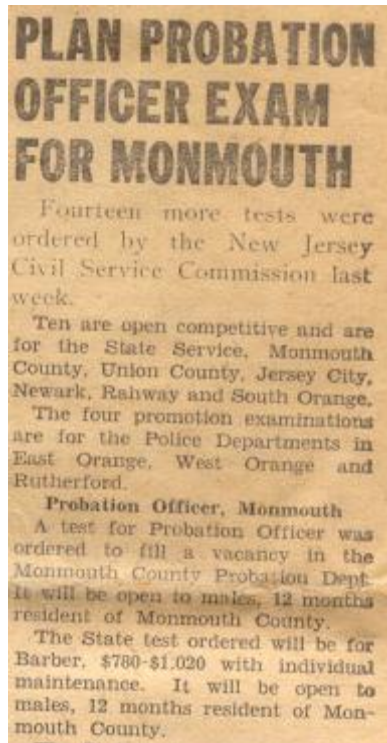 PLAN PROBATION
OFFICER EXAM
FOR MONMOUTH
Fourteen more tests were
ordered by the New Jersey
Civil Service Commission last
week.
Ten are open competitive and are
for the State Service, Monmouth
County, Union County, Jersey City,
Newark, Rahway and South Orange.
The four promotion examinations
are for the Police Departments in
East Orange, West Orange and
Rutherford.
Probation Officer, Monmouth
A test for Probation Officer was
ordered to fill a vacancy in the
Monmouth County Probation Dept.
It will be open to males, 12 months
resident of Monmouth County.
The State test ordered will be for
Barber, $780-$1.020 with individual
maintenance. It will be open to
males, 12 months resident of Mon-
mouth County.